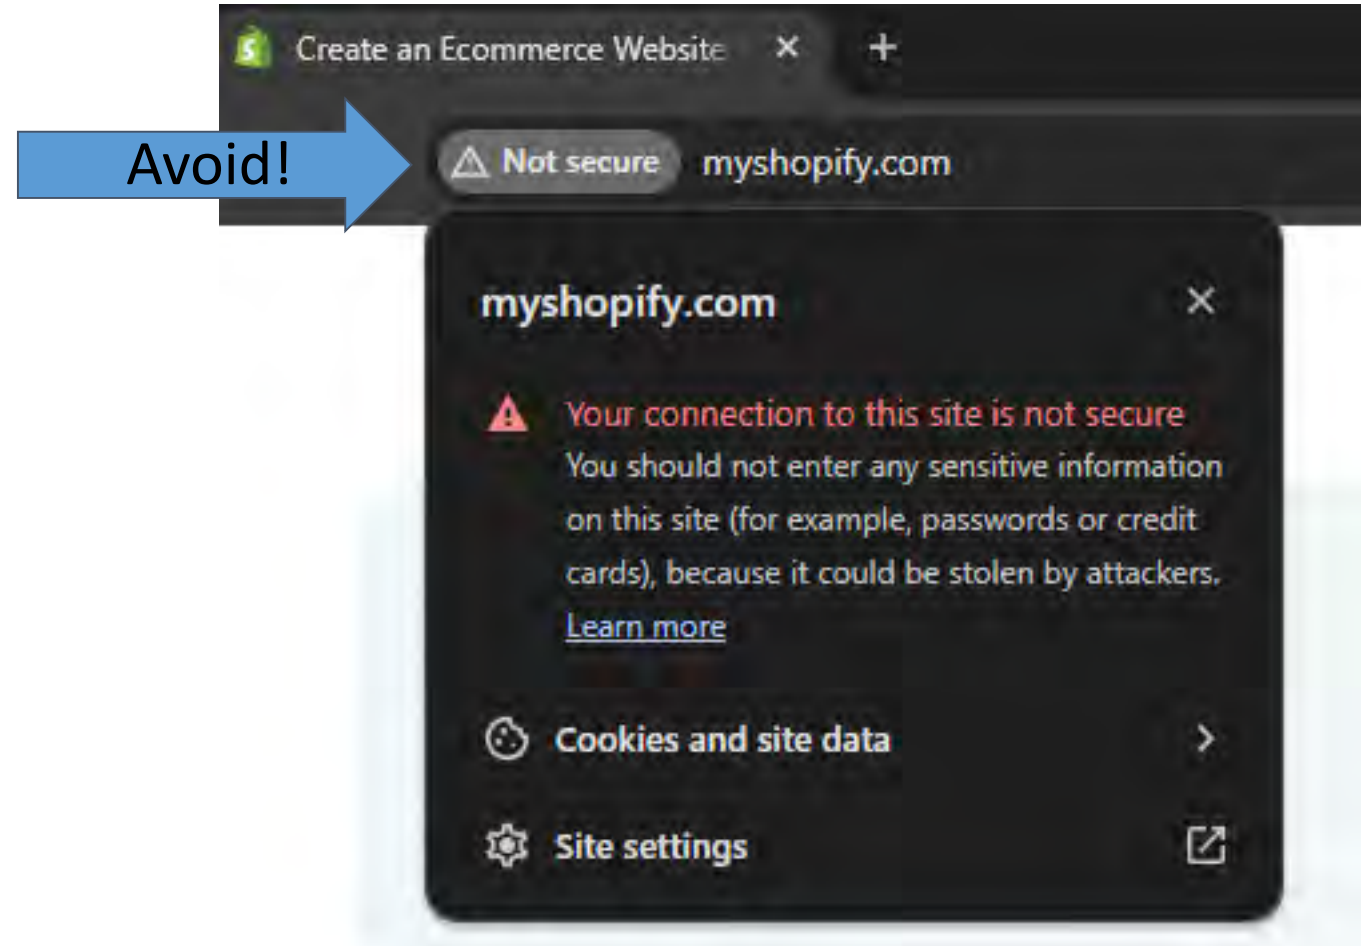 Create an Ecommerce Website
Avoid!
Not secure myshopify.com
myshopify.com
Your connection to this site is not secure
You should not enter any sensitive information
on this site (for example, passwords or credit
cards), because it could be stolen by attackers.
Learn more
Cookies and site data
Site settings